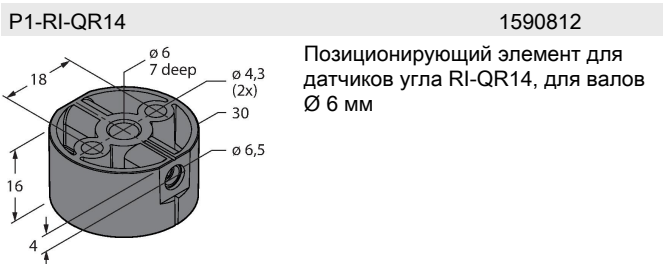 P1-RI-QR14 1590812
ø 6
7 deep
18
ø 4,3
(2x)
30
ø 6,5
16
4
Позиционирующий элемент для
датчиков угла RI-QR14, для валов
Ø 6 мм